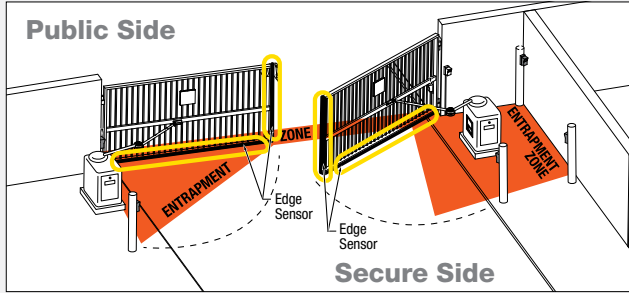 Public Side
ENTRAPMENT
ZONE
Edge
Sensor
Edge
Sensor
ENTRAPMENT
ZONE
Secure Side